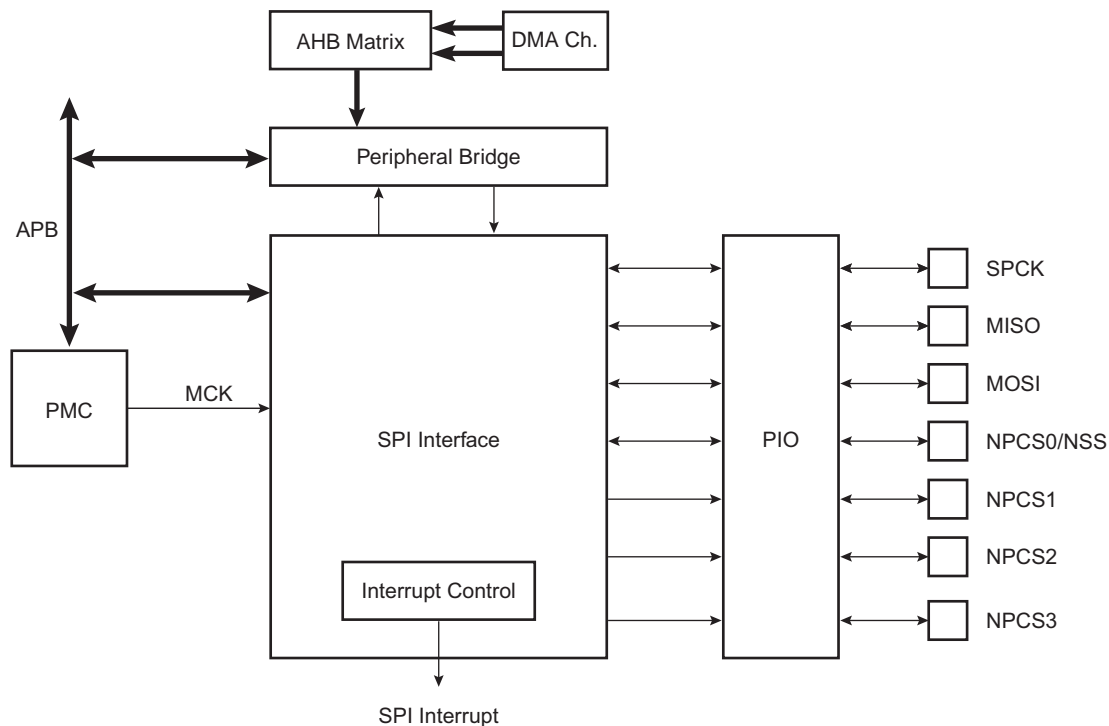 AHB Matrix
DMA Ch.
Peripheral Bridge
APB
SPCK
MISO
PMC
MCK
MOSI
SPI Interface
PIO
NPCS0/NSS
NPCS1
NPCS2
Interrupt Control
NPCS3
SPI Interrupt